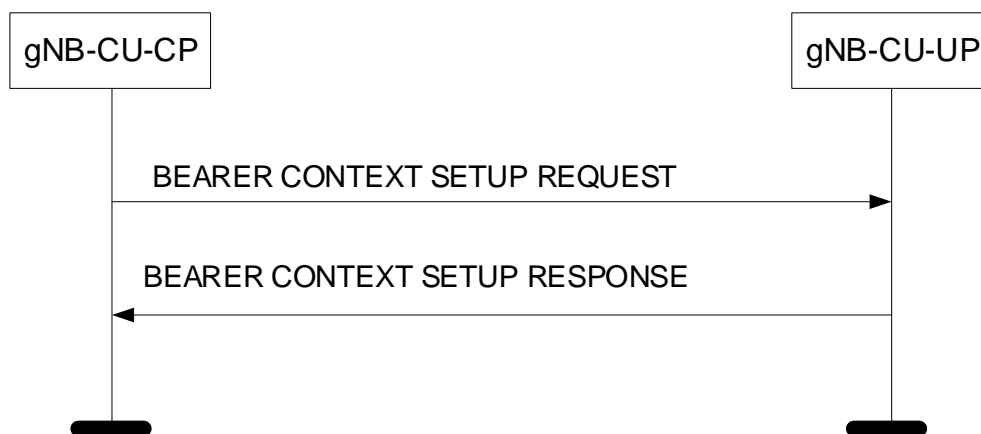 gNB-CU-CP
gNB-CU-UP
BEARER CONTEXT SETUP REQUEST
BEARER CONTEXT SETUP RESPONSE